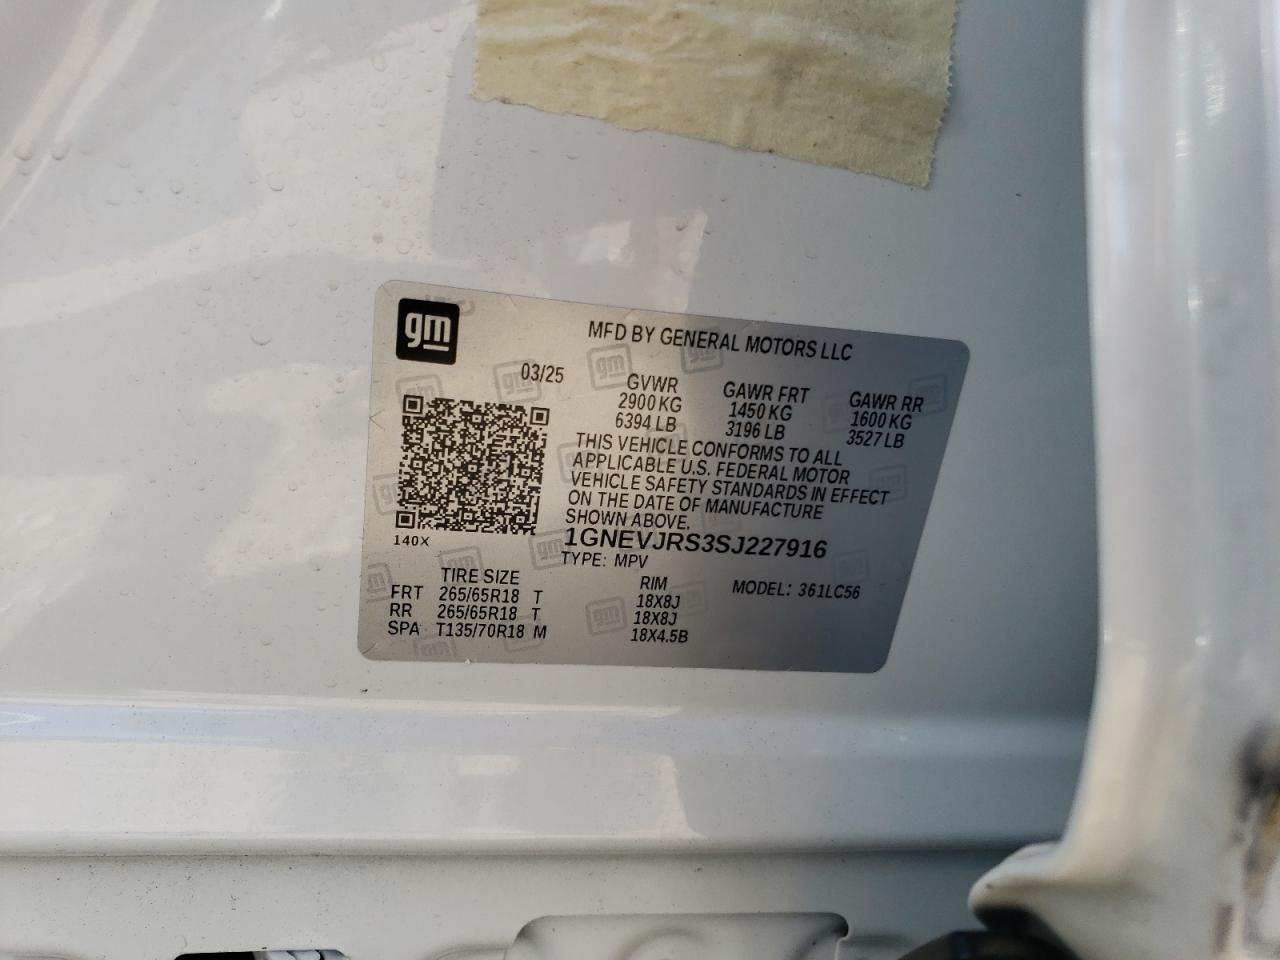 gm
MFD BY GENERAL MOTORS LLC
03/25
GVWR GAWR FRT GAWR RR
2900 KG 1450 KG 1600 KG
6394 LB 3196 LB 3527 LB
THIS VEHICLE CONFORMS TO ALL
APPLICABLE U.S. FEDERAL MOTOR
VEHICLE SAFETY STANDARDS IN EFFECT
ON THE DATE OF MANUFACTURE
SHOWN ABOVE.
140X
1GNEVJRS3SJ227916
TYPE: MPV
TIRE SIZE RIM MODEL: 361LC56
FRT 265/65R18 T 18X8J
RR 265/65R18 T 18X8J
SPA T135/70R18 M 18X4.5B